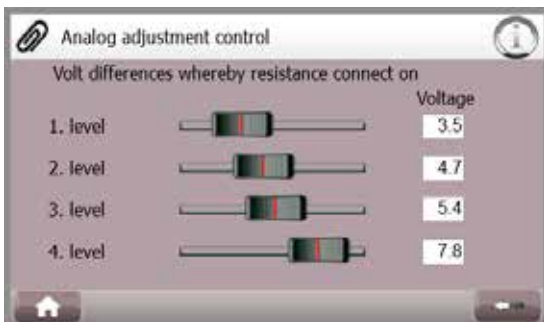 Analog adjustment control
Volt differences whereby resistance connect on
Voltage
1. level 3.5
2. level 4.7
3. level 5.4
4. level 7.8